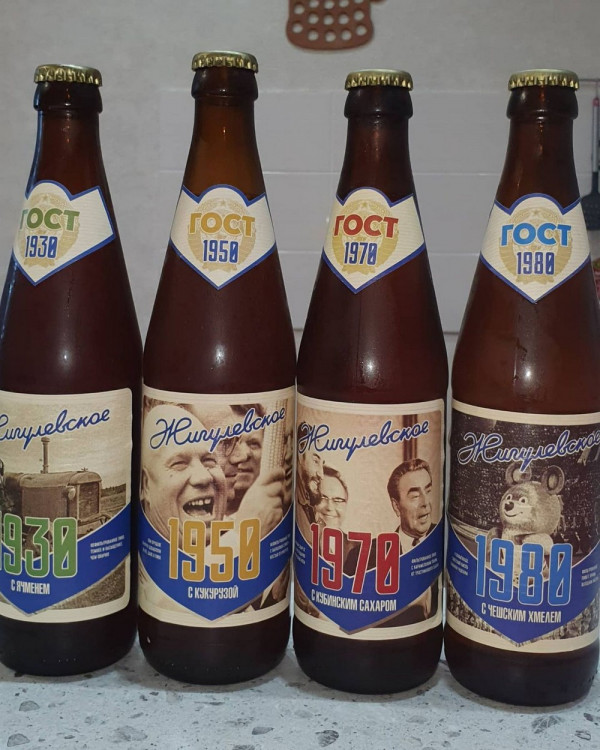 ГОСТ
1930
Жигулевское
1930
С ЯЧМЕНЕМ
ГОСТ
1950
Жигулевское
1950
С КУКУРУЗОЙ
ГОСТ
1970
Жигулевское
1970
С КУБИНСКИМ САХАРОМ
ГОСТ
1980
Жигулевское
1980
С ЧЕШСКИМ ХМЕЛЕМ